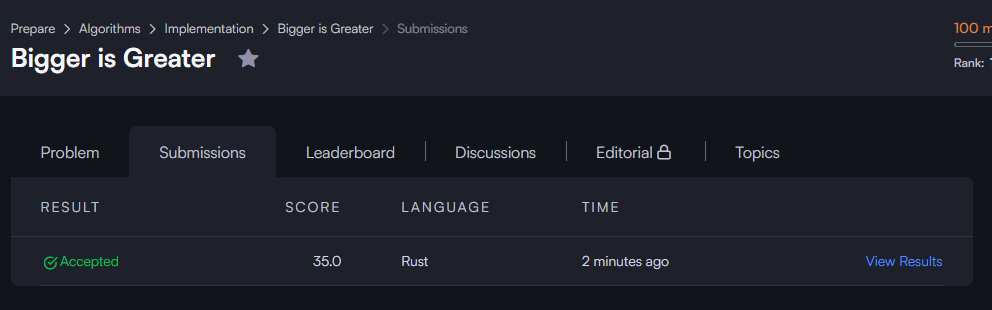 Prepare > Algorithms > Implementation > Bigger is Greater > Submissions
100 m
Bigger is Greater
Rank:
Problem Submissions Leaderboard Discussions Editorial Topics
RESULT SCORE LANGUAGE TIME
Accepted 35.0 Rust 2 minutes ago View Results